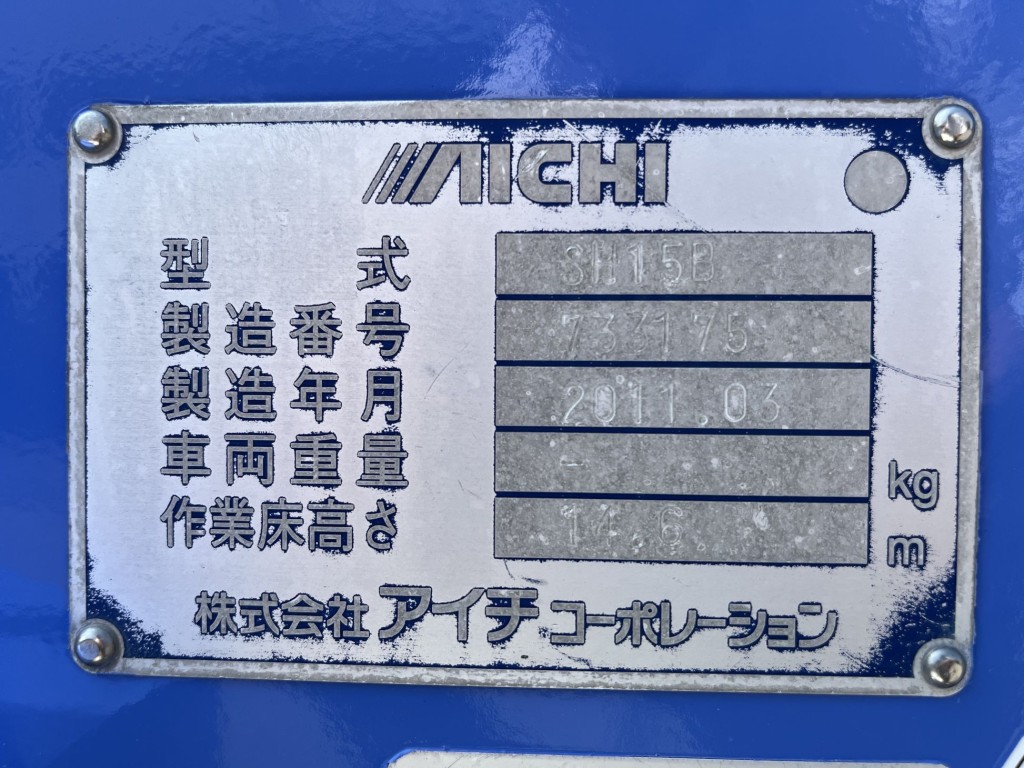 AICHI
型式 SH15B
製造番号 733175
製造年月 2011.03
車両重量 - kg
作業床高さ 14.6 m
株式会社アイチコーポレーション